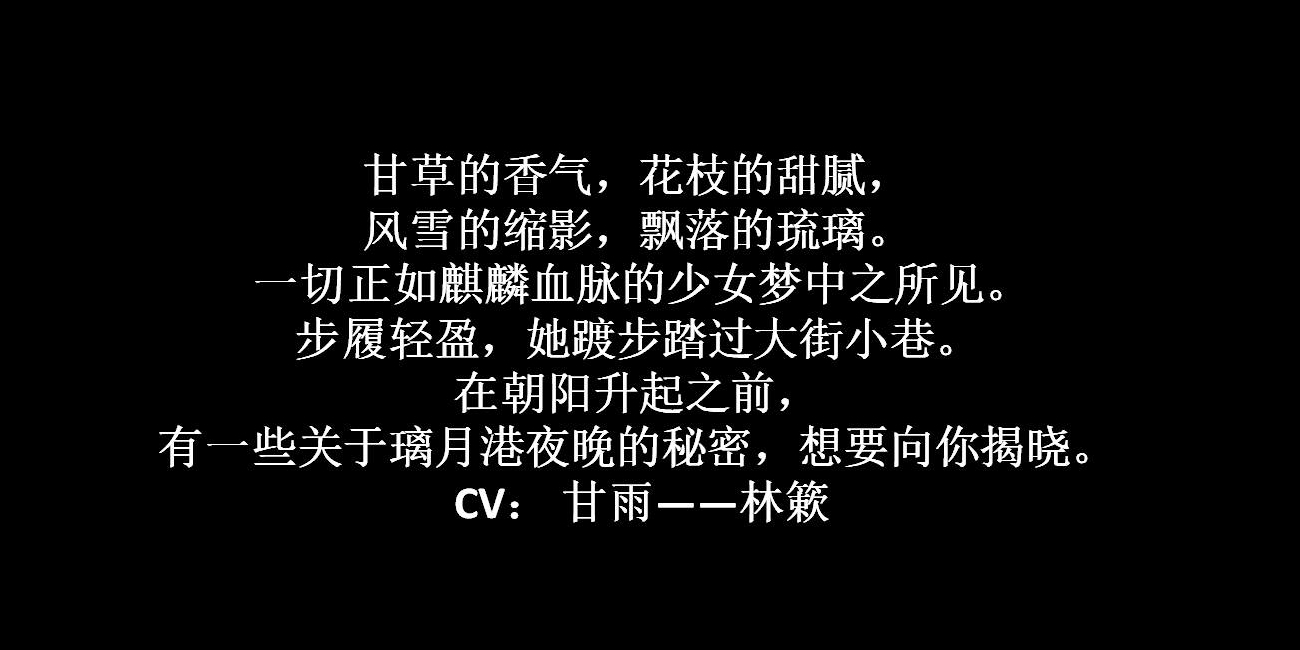 甘草的香气，花枝的甜腻，
风雪的缩影，飘落的琉璃。
一切正如麒麟血脉的少女梦中之所见。
步履轻盈，她踱步踏过大街小巷。
在朝阳升起之前，
有一些关于璃月港夜晚的秘密，想要向你揭晓。
CV： 甘雨——林簌